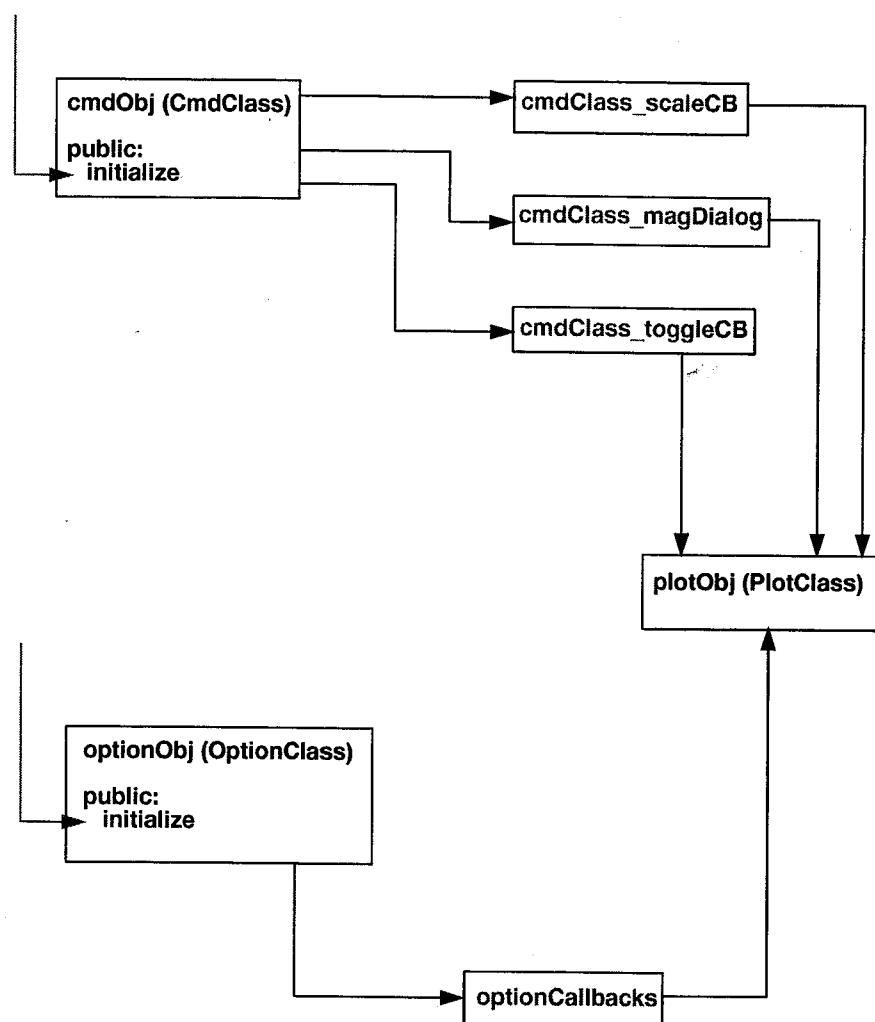 cmdObj (CmdClass)
public:
initialize
cmdClass_scaleCB
cmdClass_magDialog
cmdClass_toggleCB
plotObj (PlotClass)
optionObj (OptionClass)
public:
initialize
optionCallbacks